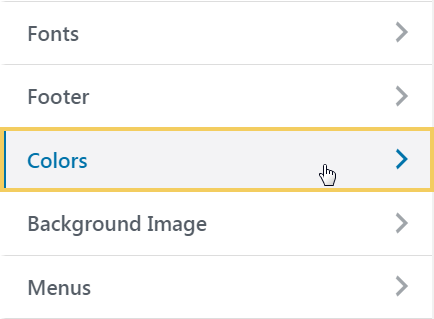 Fonts
Footer
Colors
Background Image
Menus